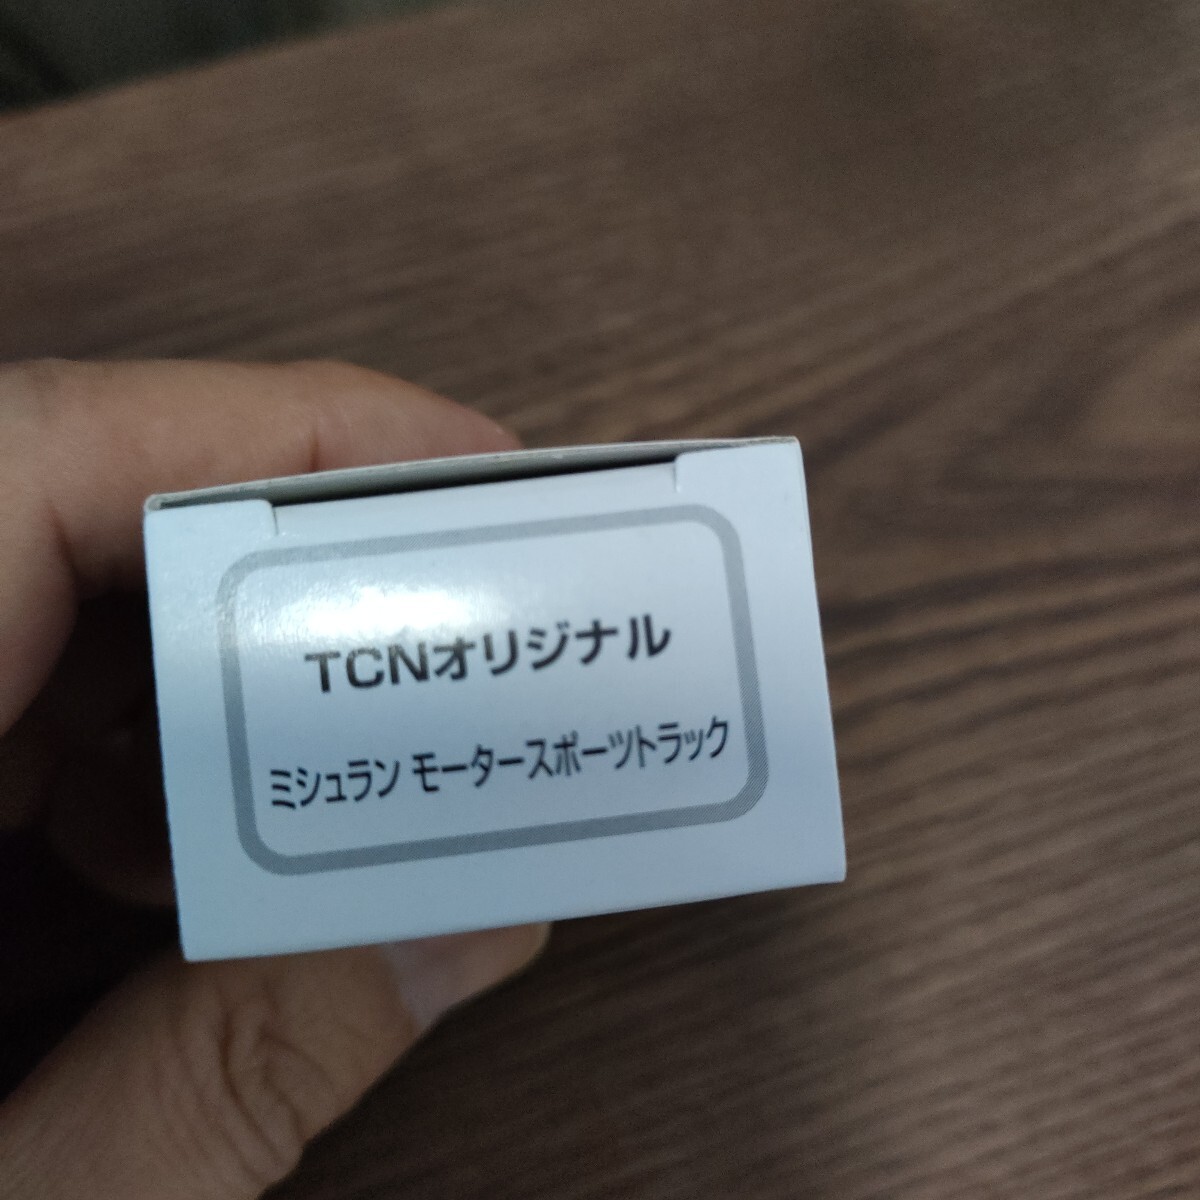 TCNオリジナル
ミシュラン モータースポーツトラック